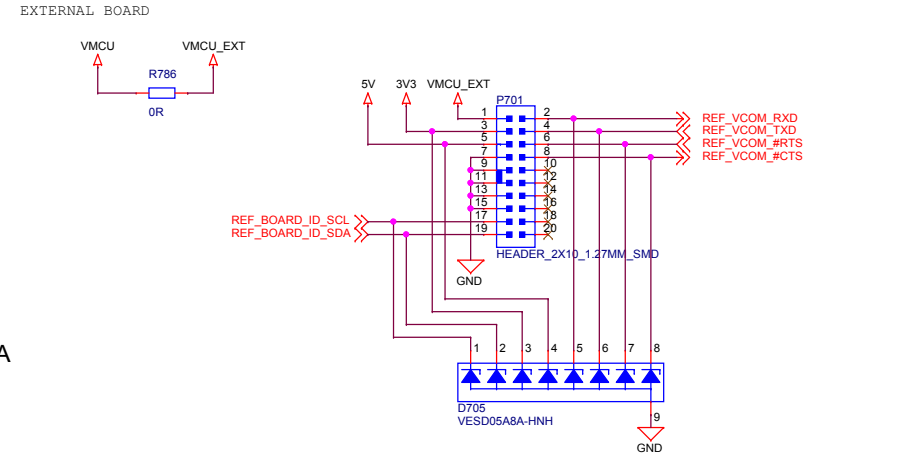 EXTERNAL BOARD
VMCU VMCU_EXT
R786
0R
5V 3V3 VMCU_EXT
P701
1 2 REF_VCOM_RXD
3 4 REF_VCOM_TXD
5 6 REF_VCOM_#RTS
7 8 REF_VCOM_#CTS
9 10
11 12
13 14
15 16
REF_BOARD_ID_SCL 17 18
REF_BOARD_ID_SDA 19 20
HEADER_2X10_1.27MM_SMD
GND
A
1 2 3 4 5 6 7 8
D705
VESD05A8A-HNH
9
GND